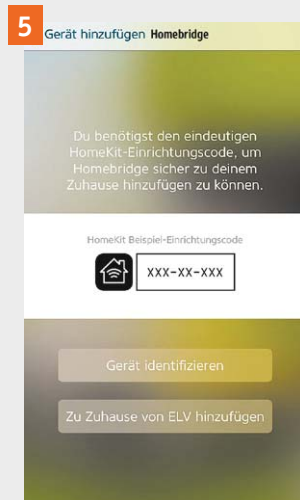 5
Gerät hinzufügen Homebridge
Du benötigst den eindeutigen
HomeKit-Einrichtungscode, um
Homebridge sicher zu deinem
Zuhause hinzufügen zu können.
HomeKit Beispiel-Einrichtungscode
XXX-XX-XXX
Gerät identifizieren
Zu Zuhause von ELV hinzufügen